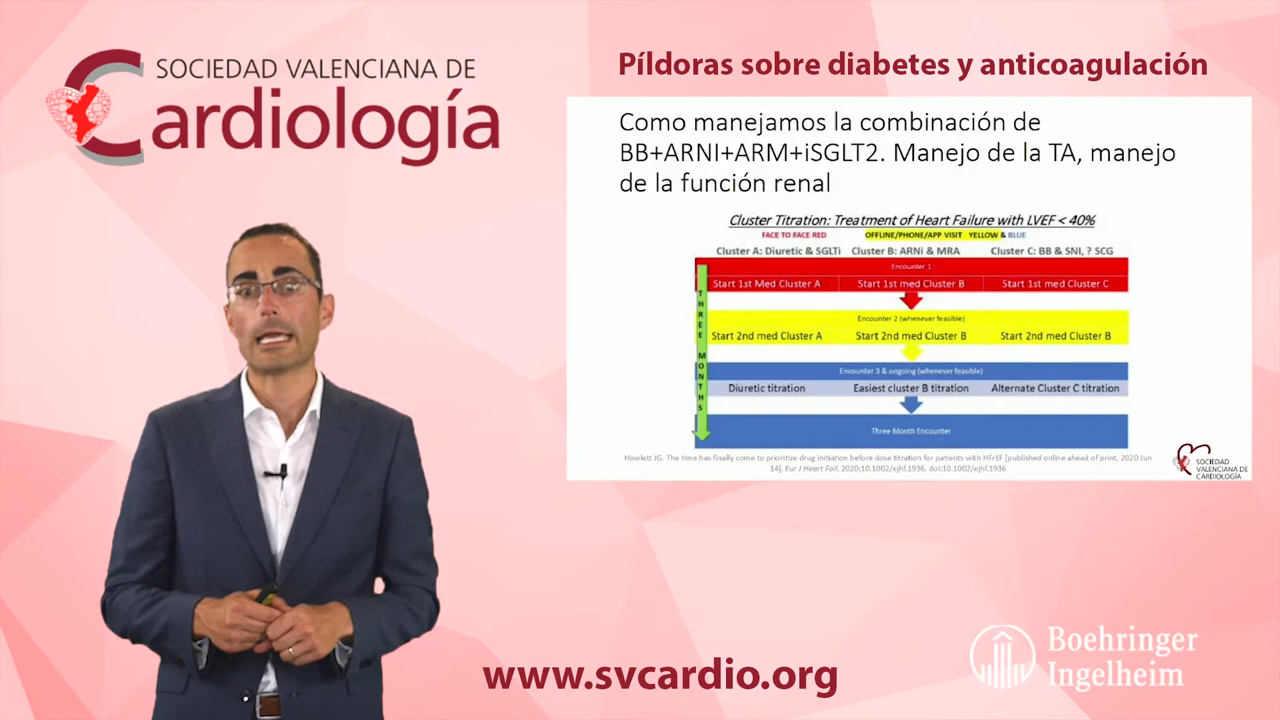 SOCIEDAD VALENCIANA DE
Cardiología
Píldoras sobre diabetes y anticoagulación
Como manejamos la combinación de
BB+ARNI+ARM+iSGLT2. Manejo de la TA, manejo
de la función renal
Cluster Titration: Treatment of Heart Failure with LVEF < 40%
FACE TO FACE RED OFFLINE/PHONE/APP VISIT YELLOW & BLUE
Cluster A: Diuretic & SGLTi Cluster B: ARNi & MRA Cluster C: BB & SNI, ? SCG
Encounter 1
Start 1st Med Cluster A Start 1st med Cluster B Start 1st med Cluster C
Encounter 2 (whenever feasible)
Start 2nd med Cluster A Start 2nd med Cluster B Start 2nd med Cluster B
Encounter 3 & ongoing (whenever feasible)
Diuretic titration Easiest cluster B titration Alternate Cluster C titration
Three Month Encounter
THREE MONTHS
Howlett JG. The time has finally come to prioritize drug initiation before dose titration for patients with HFrEF [published online ahead of print, 2020 Jun
14]. Eur J Heart Fail. 2020;10.1002/ejhf.1936. doi:10.1002/ejhf.1936
SOCIEDAD
VALENCIANA DE
CARDIOLOGÍA
www.svcardio.org
Boehringer
Ingelheim